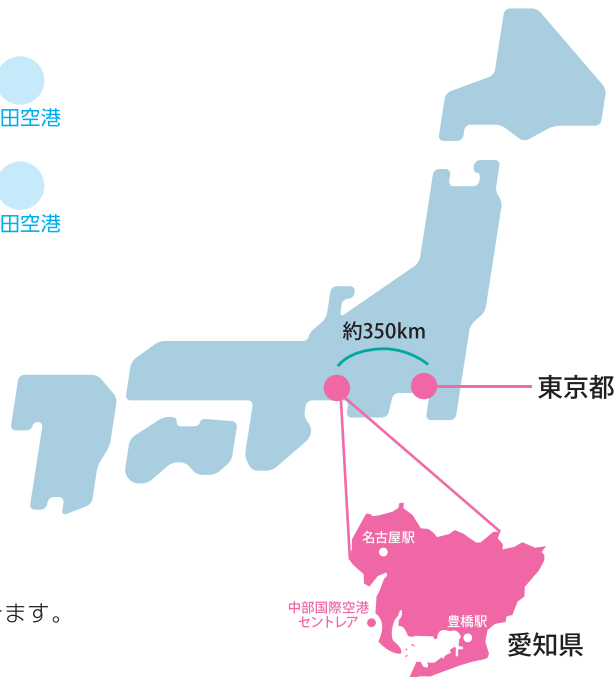 田空港
田空港
約350km
東京都
名古屋駅
中部国際空港
セントレア
豊橋駅
愛知県
ます。